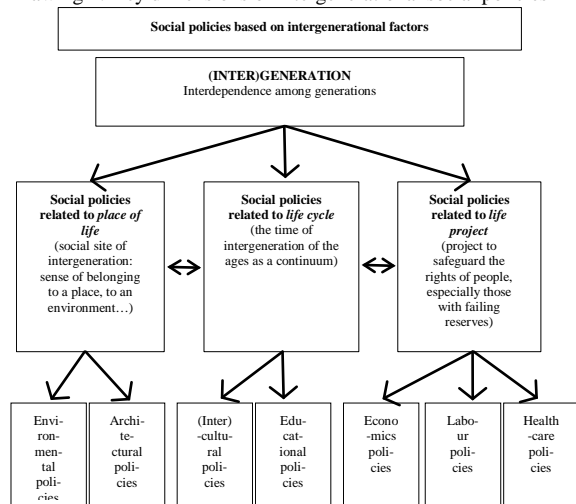 Social policies based on intergenerational factors
(INTER)GENERATION
Interdependence among generations
Social policies
related to place of
life
(social site of
intergeneration:
sense of belonging
to a place, to an
environment…)
Social policies
related to life cycle
(the time of
intergeneration of the
ages as a continuum)
Social policies
related to life
project
(project to
safeguard the
rights of people,
especially those
with failing
reserves)
Envi-
ron-
men-
tal
poli-
cies
Archi-
te-
ctural
poli-
cies
(Inter)
-cultu-
ral
poli-
cies
Edu-
cat-
ional
poli-
cies
Econo
-mics
poli-
cies
Labo-
ur
poli-
cies
Health
-care
poli-
cies